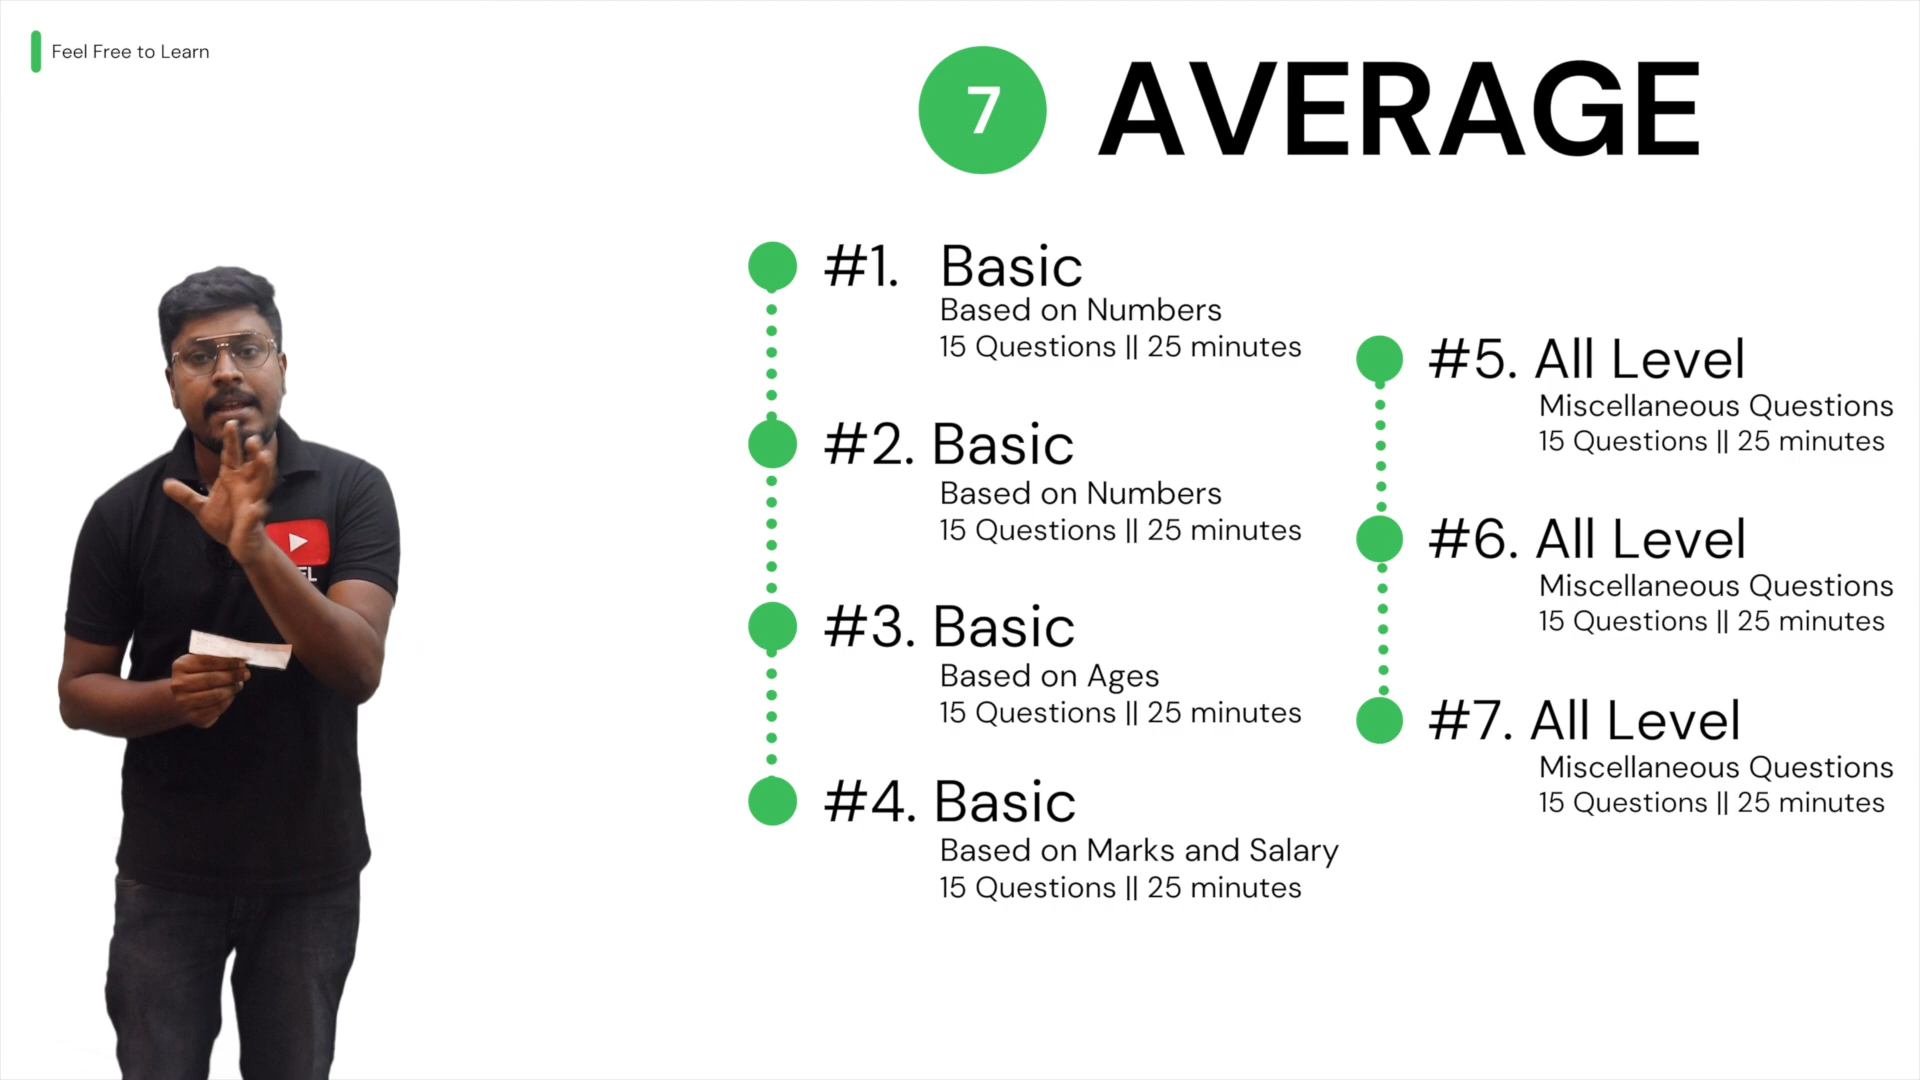 Feel Free to Learn
7 AVERAGE
#1. Basic
Based on Numbers
15 Questions || 25 minutes
#2. Basic
Based on Numbers
15 Questions || 25 minutes
#3. Basic
Based on Ages
15 Questions || 25 minutes
#4. Basic
Based on Marks and Salary
15 Questions || 25 minutes
#5. All Level
Miscellaneous Questions
15 Questions || 25 minutes
#6. All Level
Miscellaneous Questions
15 Questions || 25 minutes
#7. All Level
Miscellaneous Questions
15 Questions || 25 minutes